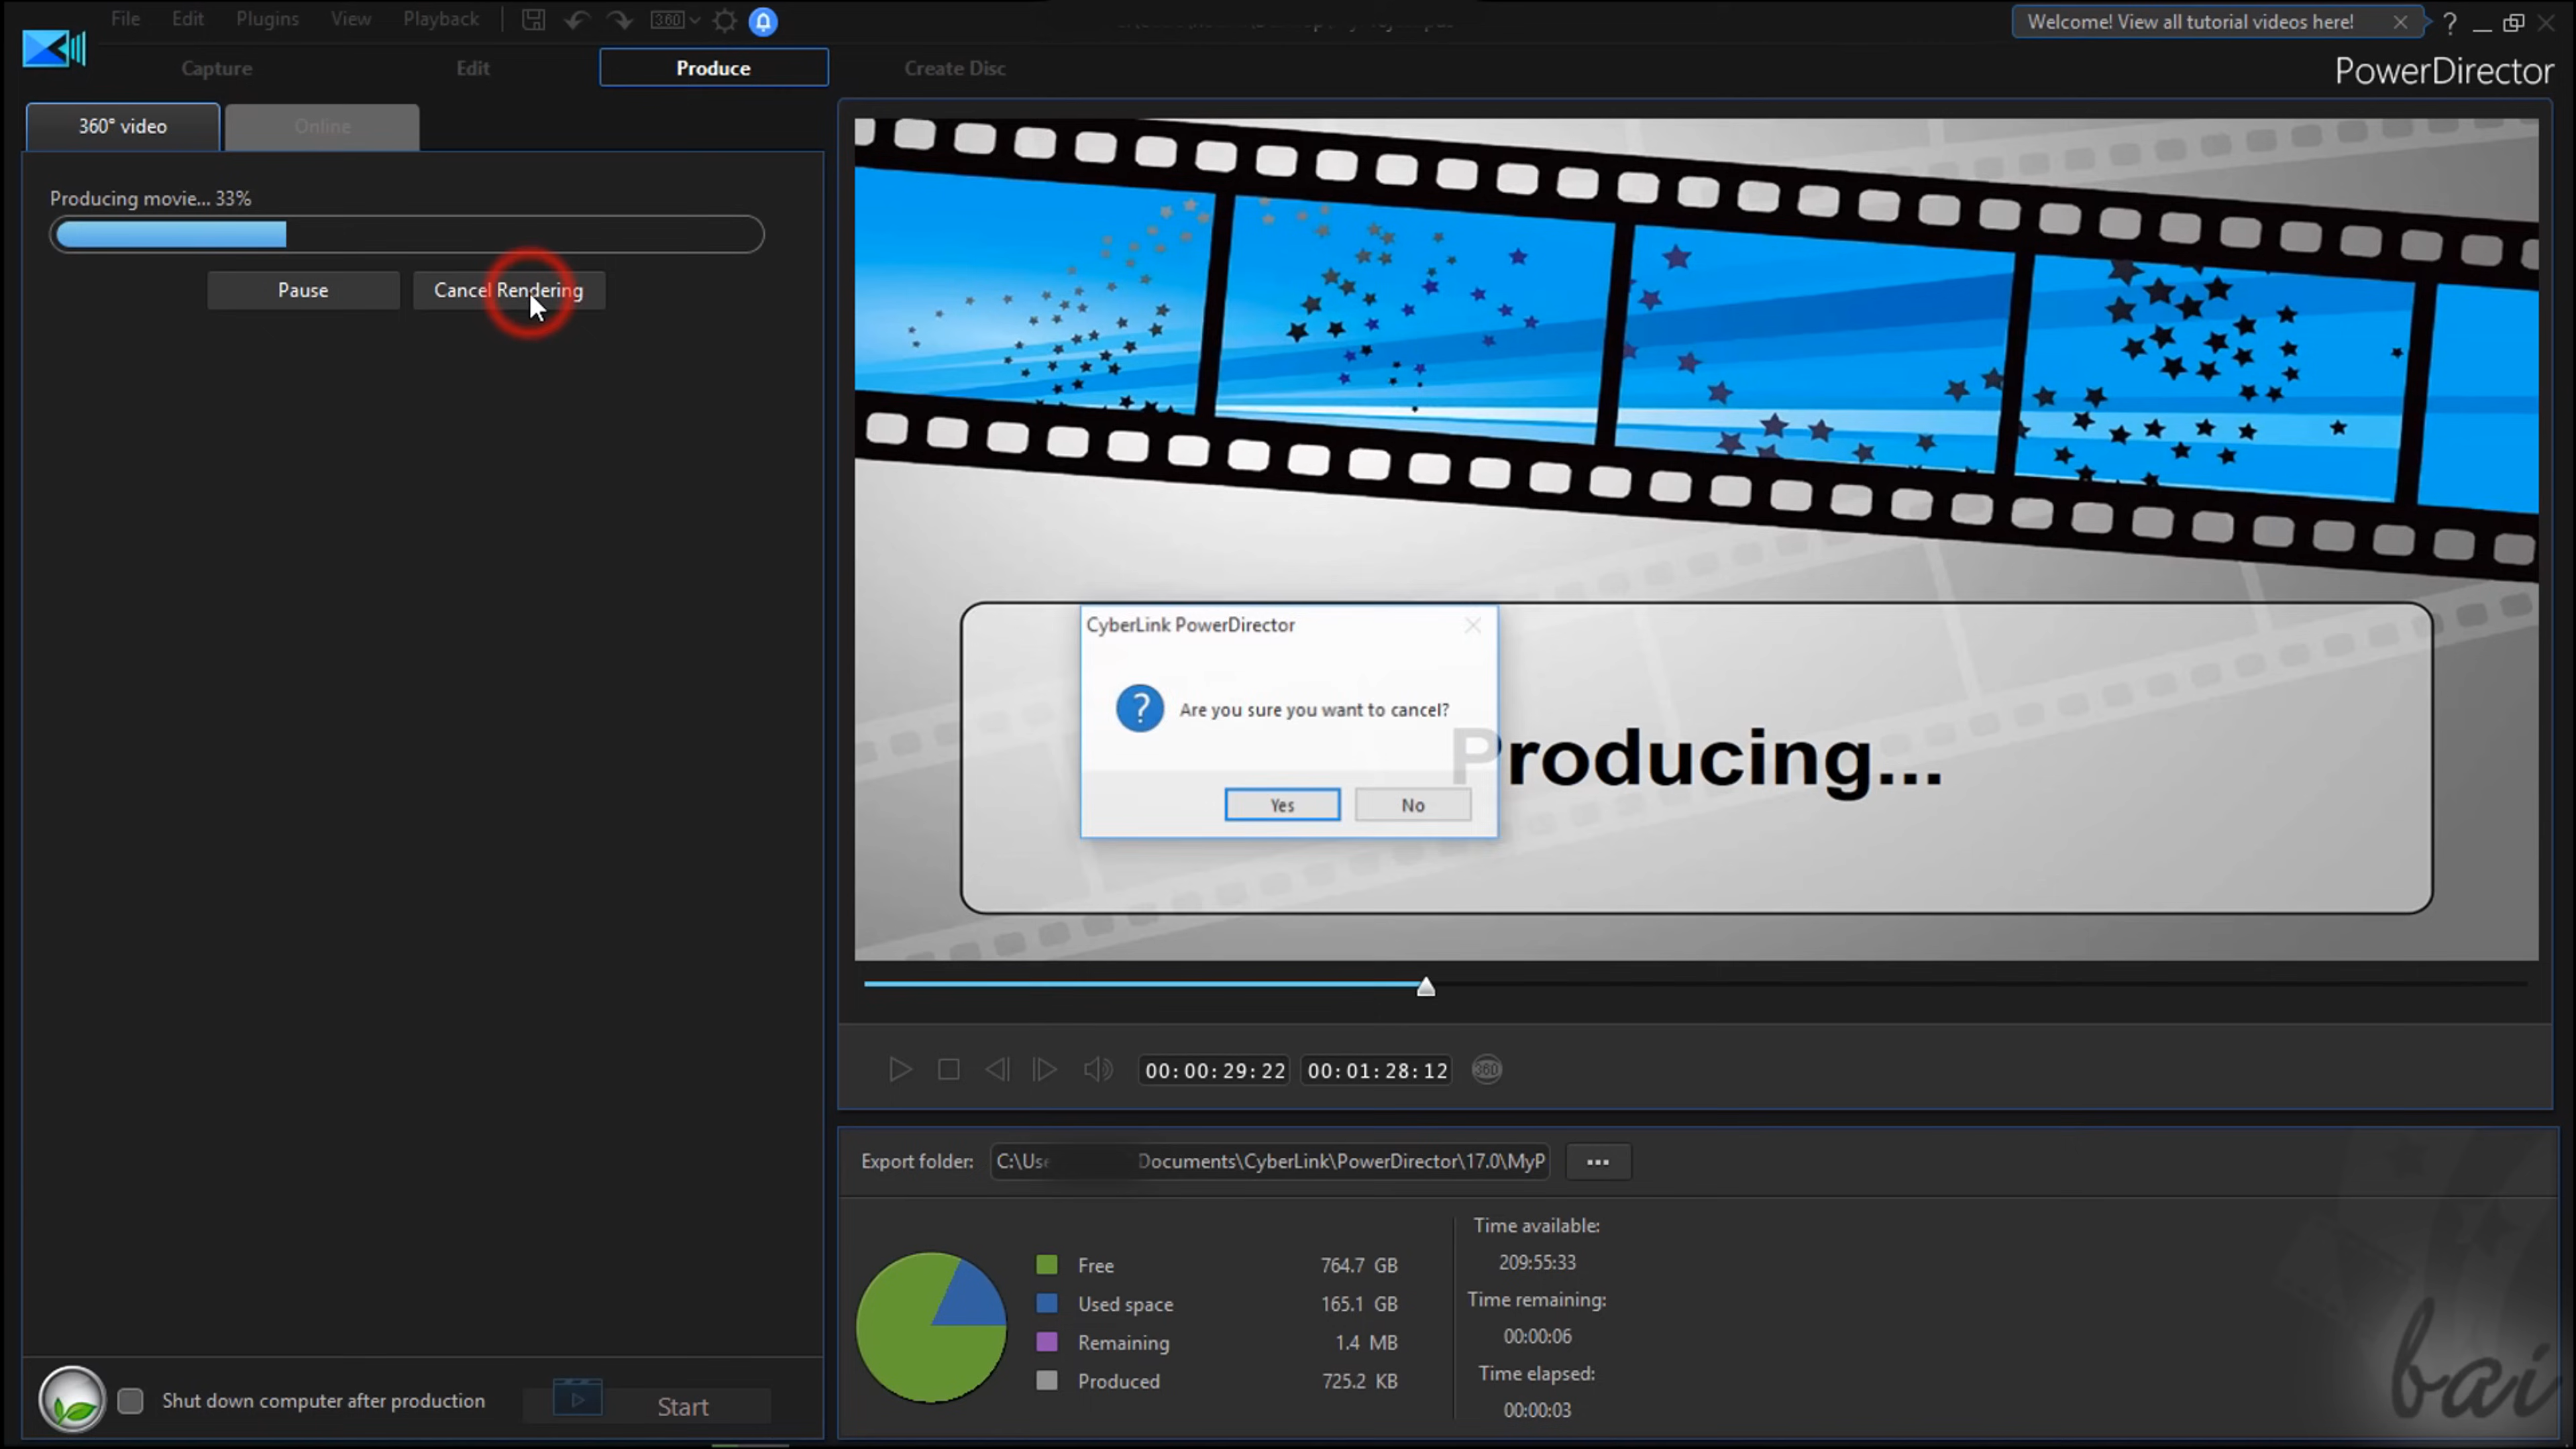 File Edit Plugins View Playback 360
Welcome! View all tutorial videos here! ?
Capture Edit Produce Create Disc
PowerDirector
360° video Online
Producing movie... 33%
Pause Cancel Rendering
CyberLink PowerDirector
? Are you sure you want to cancel?
Producing...
Yes No
00:00:29:22 00:01:28:12 360
Export folder: C:\Use Documents\CyberLink\PowerDirector\17.0\MyP ...
Time available:
209:55:33
Free 764.7 GB
Used space 165.1 GB
Time remaining:
00:00:06
Remaining 1.4 MB
Produced 725.2 KB
Time elapsed:
00:00:03
Shut down computer after production Start
bai